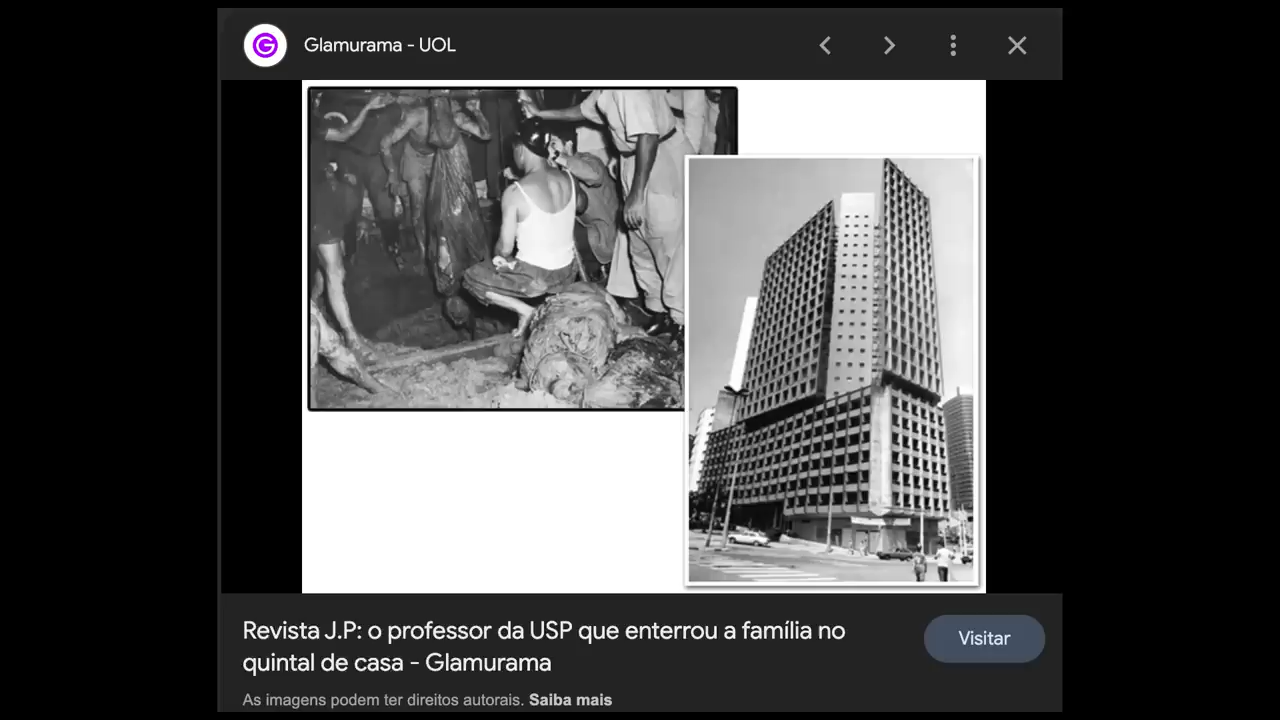 Glamurama - UOL
Revista J.P: o professor da USP que enterrou a família no
quintal de casa - Glamurama
Visitar
As imagens podem ter direitos autorais. Saiba mais